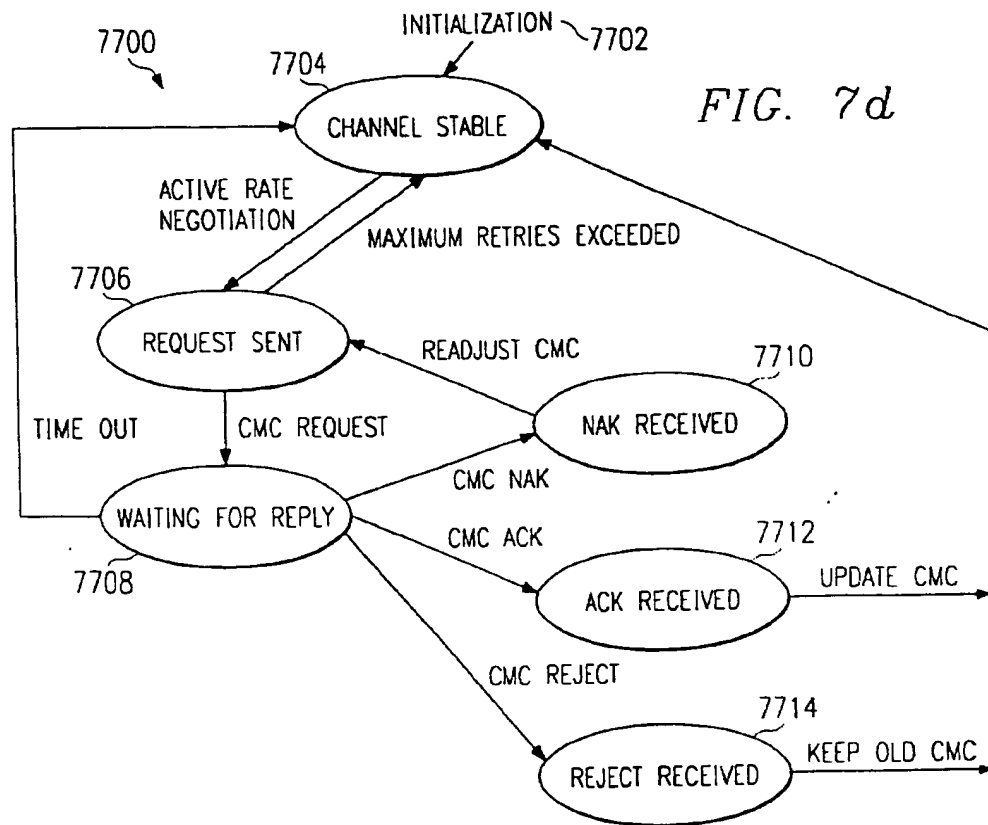 INITIALIZATION 7702
7700
7704
FIG. 7d
CHANNEL STABLE
ACTIVE RATE
NEGOTIATION
MAXIMUM RETRIES EXCEEDED
7706
REQUEST SENT
READJUST CMC
7710
NAK RECEIVED
TIME OUT
CMC REQUEST
CMC NAK
WAITING FOR REPLY
7708
CMC ACK
7712
ACK RECEIVED
UPDATE CMC
CMC REJECT
7714
REJECT RECEIVED
KEEP OLD CMC